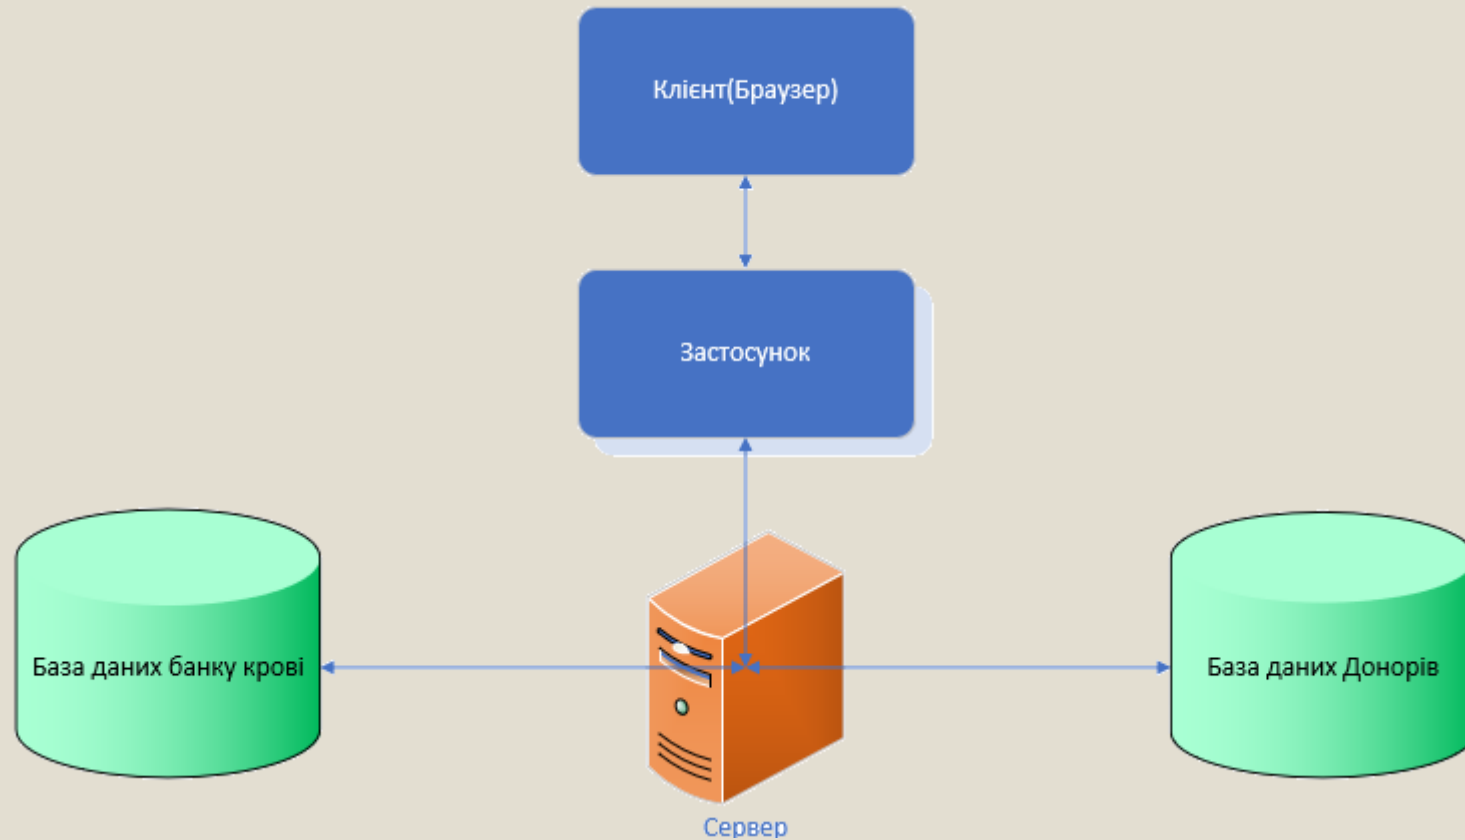 Клієнт(Браузер)
Застосунок
База даних банку крові
База даних Донорів
Сервер